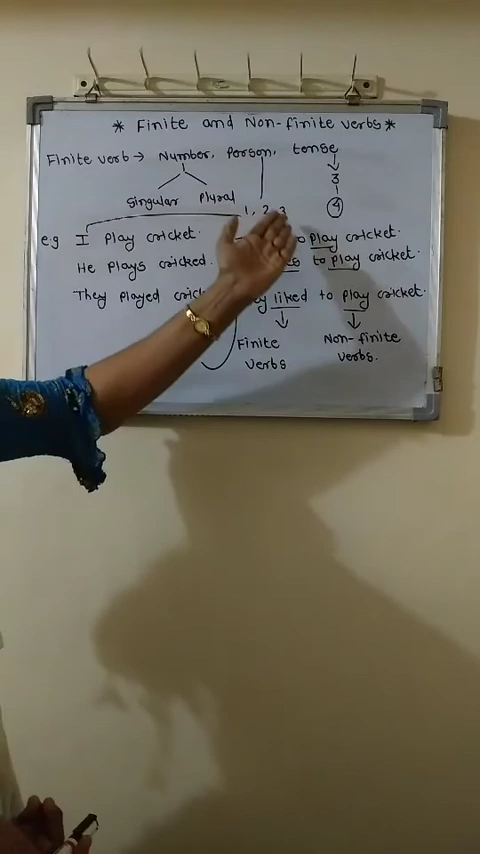 * Finite and Non-finite verbs *
Finite verb → Number, Person, tense
3
Singular Plural
1, 2, 3
4
e.g I play cricket. to play cricket.
He plays cricked. to play cricket.
They played liked to play cricket.
Finite Non-finite
verbs verbs.